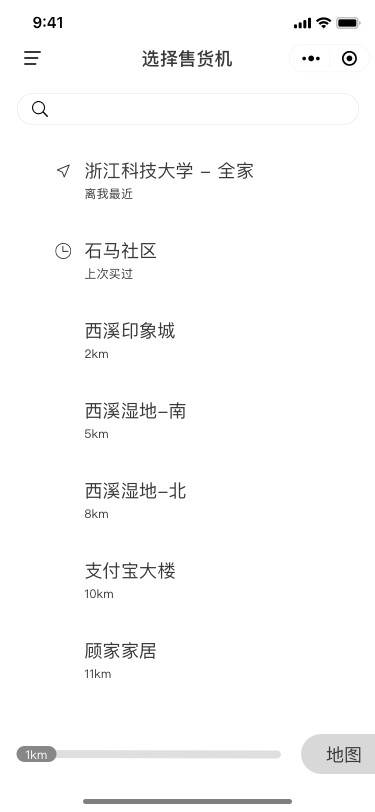 9:41
选择售货机
浙江科技大学 - 全家
离我最近
石马社区
上次买过
西溪印象城
2km
西溪湿地-南
5km
西溪湿地-北
8km
支付宝大楼
10km
顾家家居
11km
1km
地图